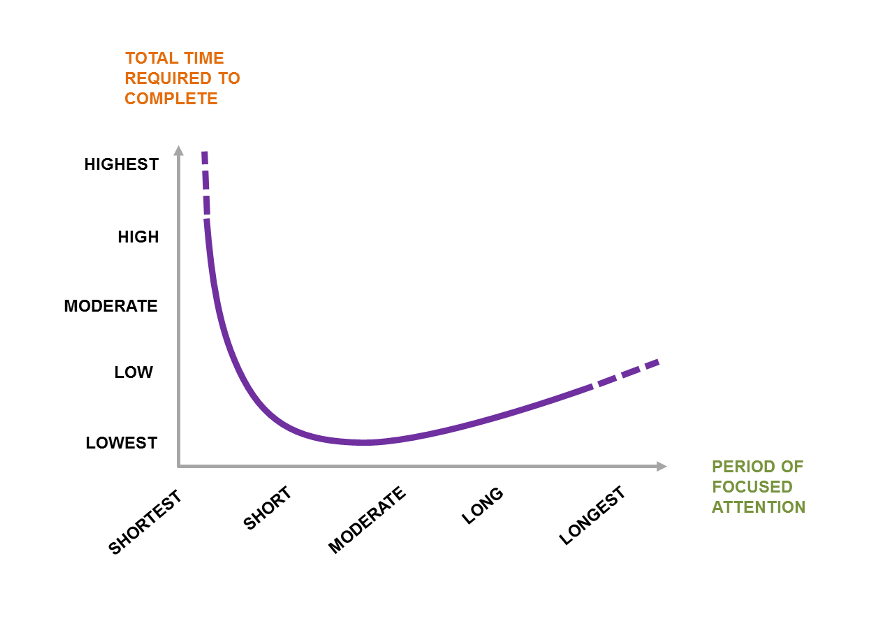 TOTAL TIME
REQUIRED TO
COMPLETE
HIGHEST
HIGH
MODERATE
LOW
LOWEST
SHORTEST
SHORT
MODERATE
LONG
LONGEST
PERIOD OF
FOCUSED
ATTENTION